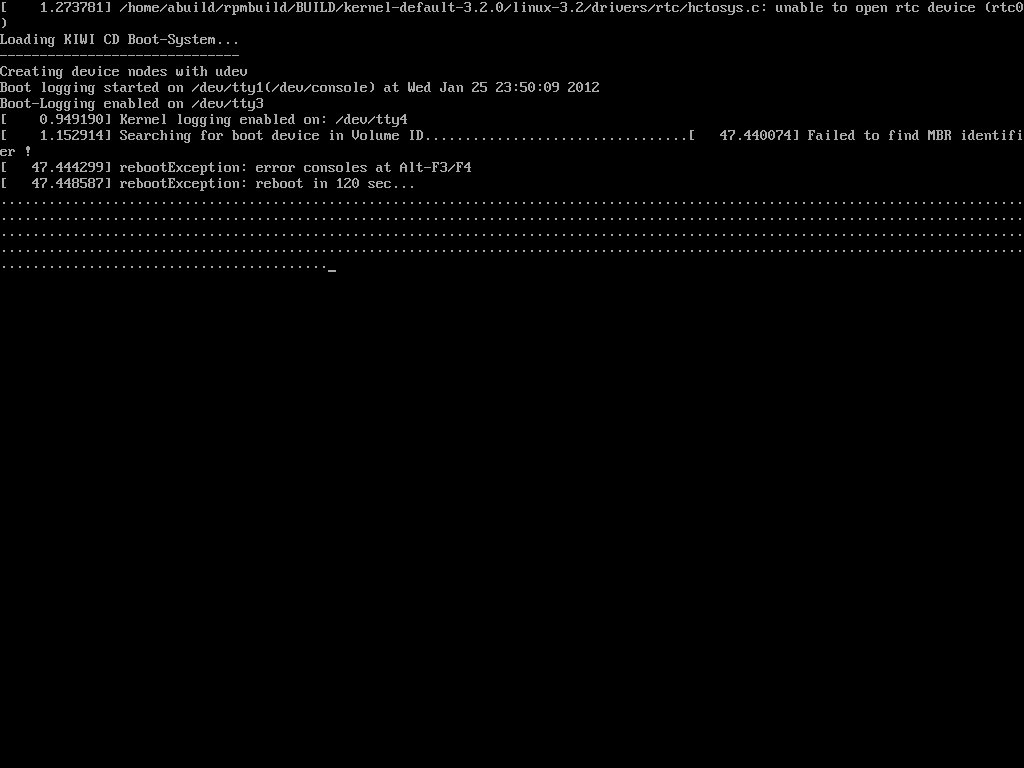 [    1.273781] /home/abuild/rpmbuild/BUILD/kernel-default-3.2.0/linux-3.2/drivers/rtc/hctosys.c: unable to open rtc device (rtc0
)
Loading KIWI CD Boot-System...
------------------------------
Creating device nodes with udev
Boot logging started on /dev/tty1(/dev/console) at Wed Jan 25 23:50:09 2012
Boot-Logging enabled on /dev/tty3
[    0.949190] Kernel logging enabled on: /dev/tty4
[    1.152914] Searching for boot device in Volume ID.................................[   47.440074] Failed to find MBR identifi
er !
[   47.444299] rebootException: error consoles at Alt-F3/F4
[   47.448587] rebootException: reboot in 120 sec...
................................................................................................................................
................................................................................................................................
................................................................................................................................
................................................................................................................................
........................................._